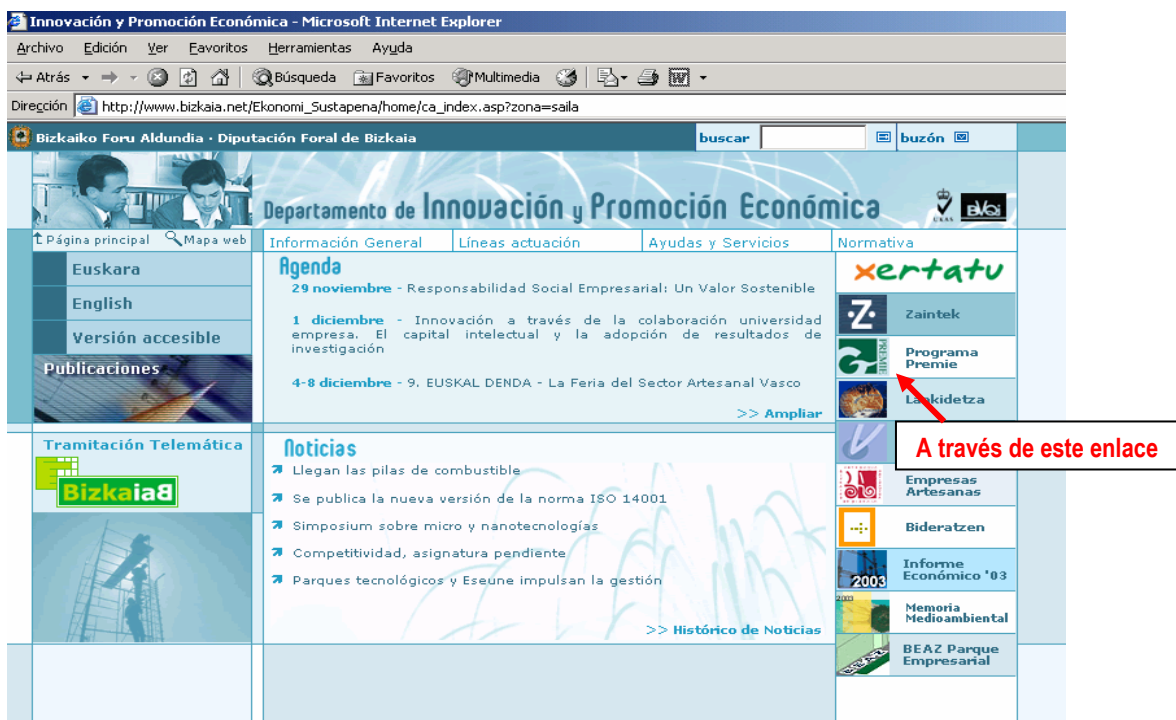 Innovación y Promoción Económica - Microsoft Internet Explorer
Archivo Edición Ver Favoritos Herramientas Ayuda
Atrás Búsqueda Favoritos Multimedia
Dirección http://www.bizkaia.net/Ekonomi_Sustapena/home/ca_index.asp?zona=saila
Bizkaiko Foru Aldundia · Diputación Foral de Bizkaia buscar buzón
Departamento de Innovación y Promoción Económica
UKAS
Página principal Mapa web
Información General Líneas actuación Ayudas y Servicios Normativa
Euskara
English
Versión accesible
Publicaciones
Tramitación Telemática
BizkaiaB
Agenda
29 noviembre - Responsabilidad Social Empresarial: Un Valor Sostenible
1 diciembre - Innovación a través de la colaboración universidad
empresa. El capital intelectual y la adopción de resultados de
investigación
4-8 diciembre - 9. EUSKAL DENDA - La Feria del Sector Artesanal Vasco
>> Ampliar
Noticias
Llegan las pilas de combustible
Se publica la nueva versión de la norma ISO 14001
Simposium sobre micro y nanotecnologías
Competitividad, asignatura pendiente
Parques tecnológicos y Eseune impulsan la gestión
>> Histórico de Noticias
xertatu
·Z· Zaintek
PREMIE
Programa
Premie
Lankidetza
A través de este enlace
Empresas
Artesanas
Bideratzen
2003
Informe
Económico '03
2003
Memoria
Medioambiental
BEAZ Parque
Empresarial